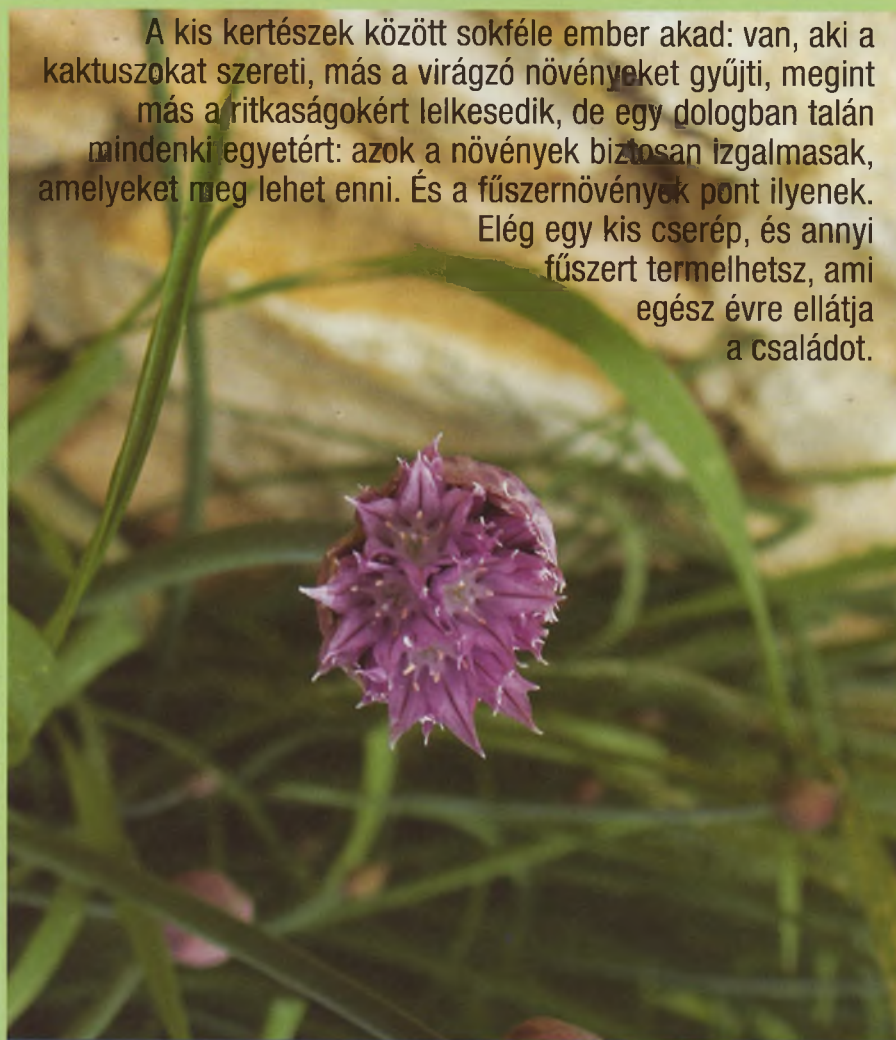 A kis kertészek között sokféle ember akad: van, aki a
kaktuszokat szereti, más a virágzó növényeket gyűjti, megint
más a ritkaságokért lelkesedik, de egy dologban talán
mindenki egyetért: azok a növények biztosan izgalmasak,
amelyeket meg lehet enni. És a fűszernövények pont ilyenek.
Elég egy kis cserép, és annyi
fűszert termelhetsz, ami
egész évre ellátja
a családot.